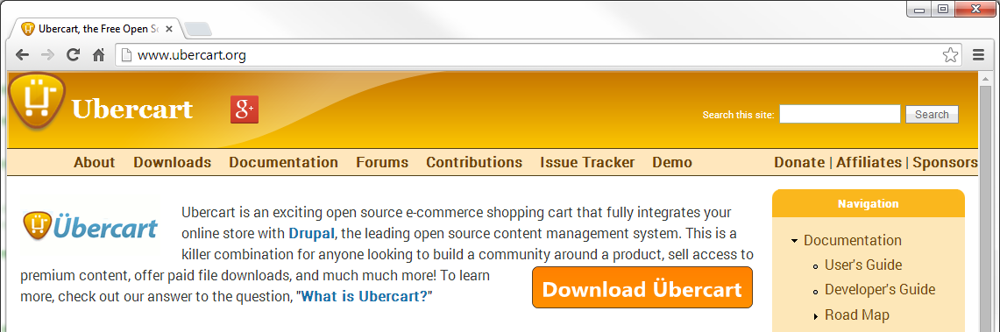 Ubercart, the Free Open So
www.ubercart.org
Ü
Ubercart
g+
Search this site:
Search
About Downloads Documentation Forums Contributions Issue Tracker Demo
Donate | Affiliates | Sponsors
Übercart
Ubercart is an exciting open source e-commerce shopping cart that fully integrates your
online store with Drupal, the leading open source content management system. This is a
killer combination for anyone looking to build a community around a product, sell access to
premium content, offer paid file downloads, and much much more! To learn
more, check out our answer to the question, "What is Ubercart?"
Download Übercart
Navigation
Documentation
User's Guide
Developer's Guide
Road Map